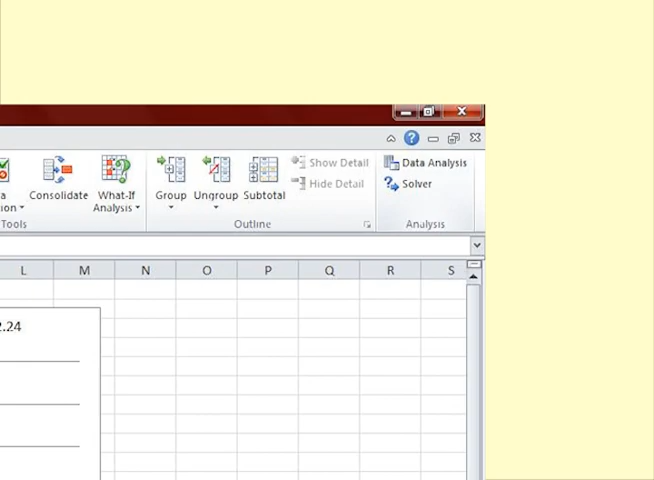 Show Detail
Data Analysis
Hide Detail
Solver
Consolidate
What-If
Analysis
Group
Ungroup
Subtotal
Tools
Outline
Analysis
L M N O P Q R S
2.24